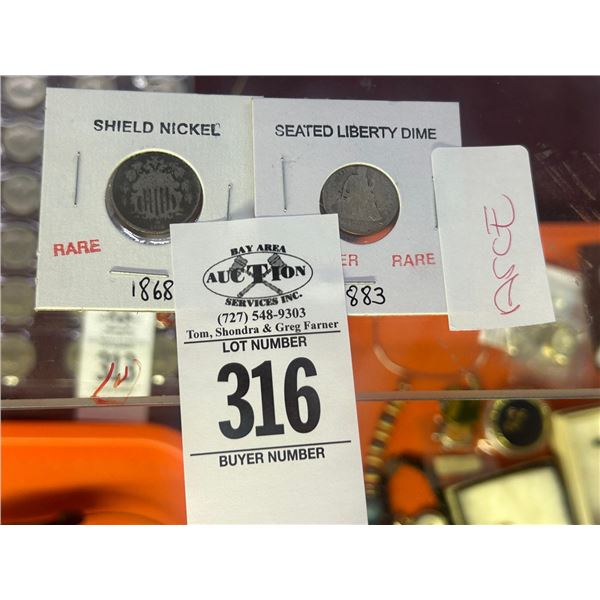 SHIELD NICKEL
RARE
1868
SEATED LIBERTY DIME
ER RARE
883
BAY AREA
AUCTION
SERVICES INC.
(727) 548-9303
Tom, Shondra & Greg Farner
LOT NUMBER
316
BUYER NUMBER